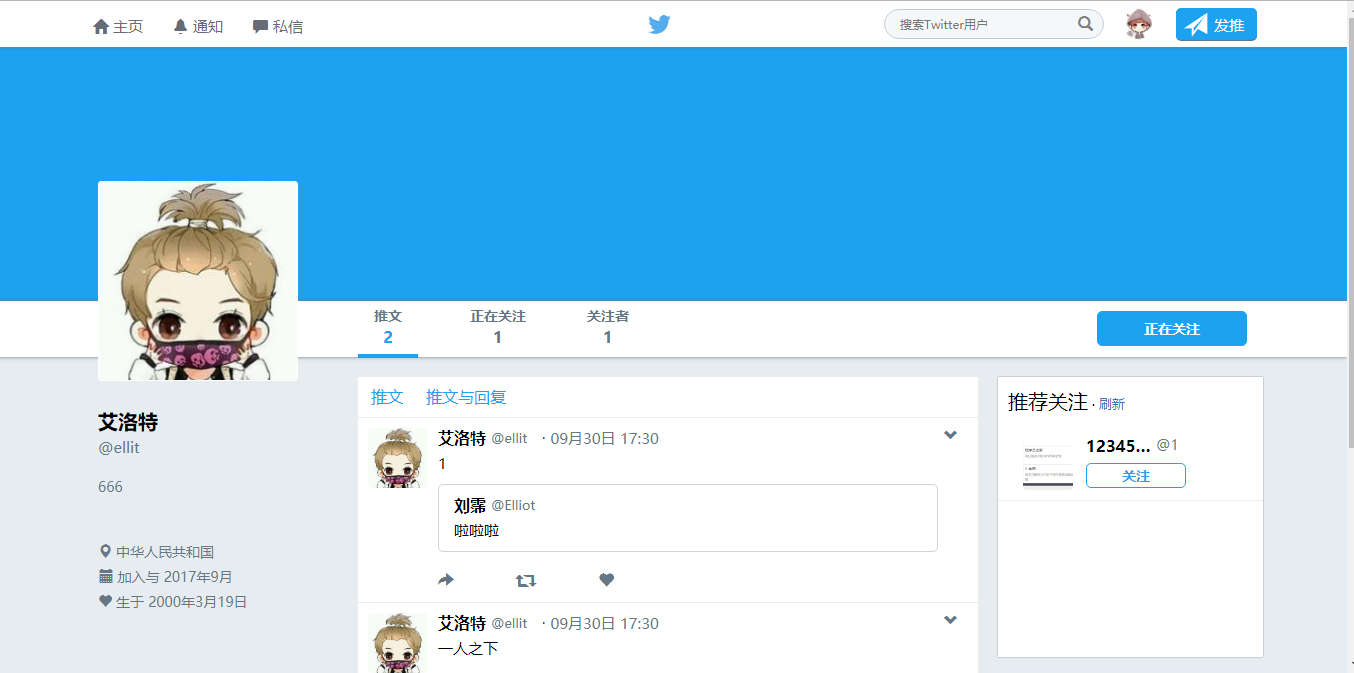 主页 通知 私信 搜索Twitter用户 发推
推文 正在关注 关注者
2 1 1
正在关注
艾洛特
@ellit
666
中华人民共和国
加入与 2017年9月
生于 2000年3月19日
推文 推文与回复
艾洛特 @ellit · 09月30日 17:30
1
刘霈 @Elliot
啦啦啦
艾洛特 @ellit · 09月30日 17:30
一人之下
推荐关注 · 刷新
12345... @1
关注